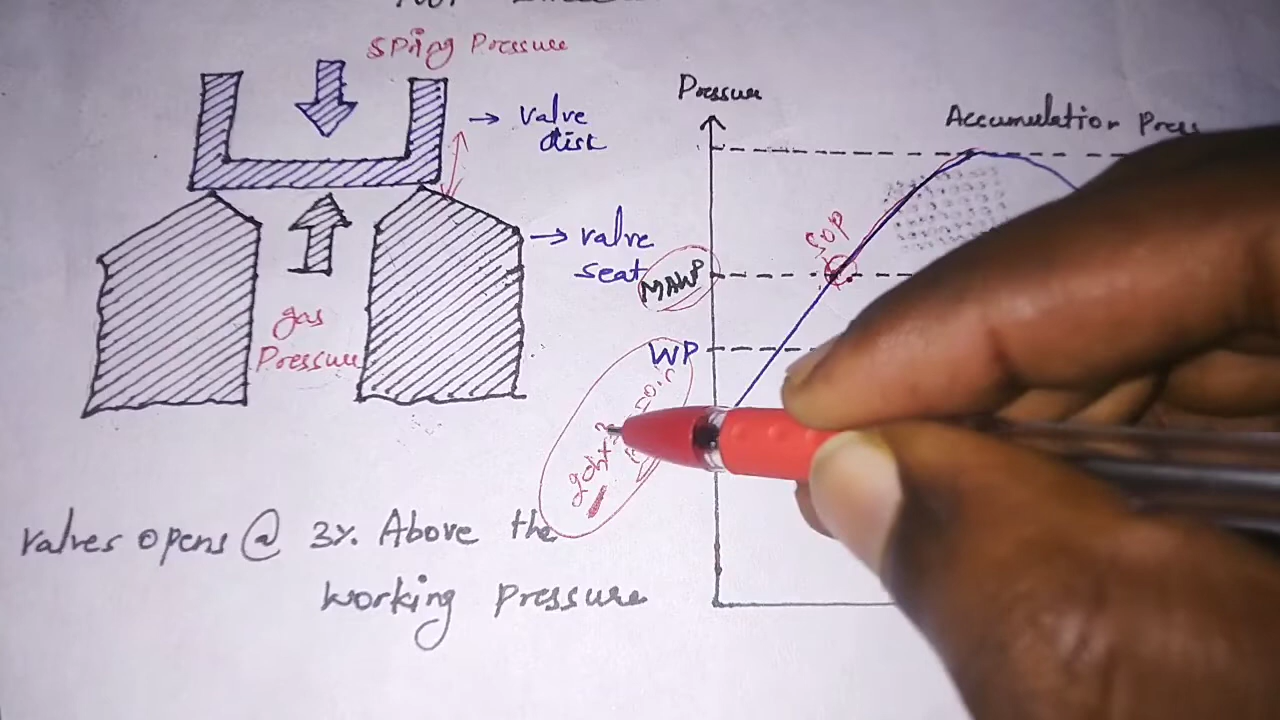 Spring Pressure
valve
disc
valve
seat
gas
Pressure
Pressure
Accumulation Press
SOP
MAWP
WP
valves opens @ 3%. Above the
working pressure